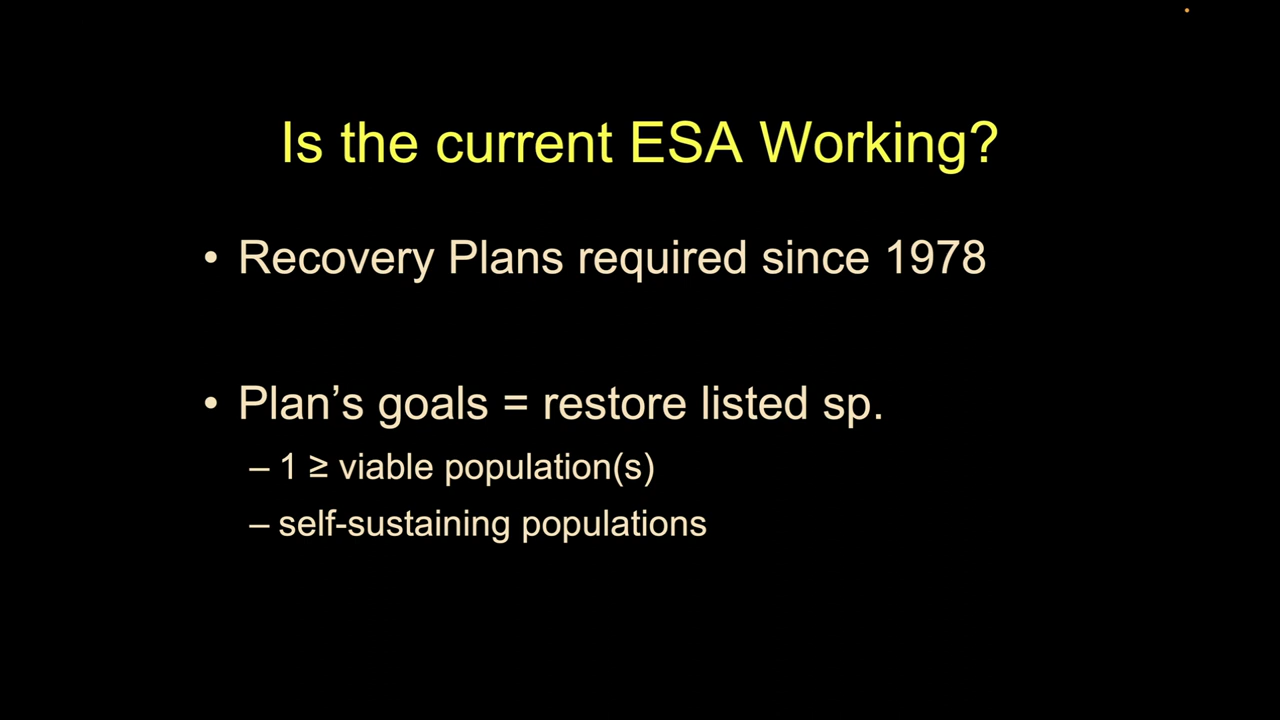 Is the current ESA Working?
• Recovery Plans required since 1978
• Plan’s goals = restore listed sp.
– 1 ≥ viable population(s)
– self-sustaining populations